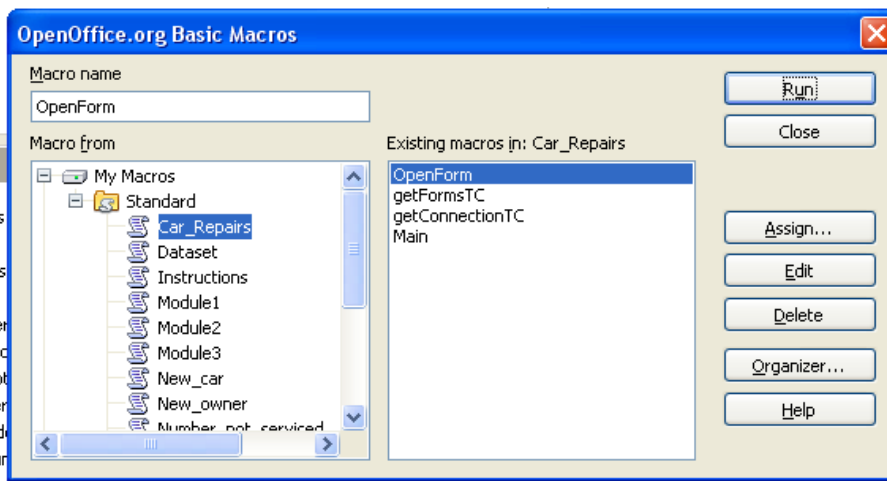 OpenOffice.org Basic Macros
Macro name
OpenForm
Macro from
My Macros
Standard
Car_Repairs
Dataset
Instructions
Module1
Module2
Module3
New_car
New_owner
Number_not_serviced
Existing macros in: Car_Repairs
OpenForm
getFormsTC
getConnectionTC
Main
Run
Close
Assign...
Edit
Delete
Organizer...
Help